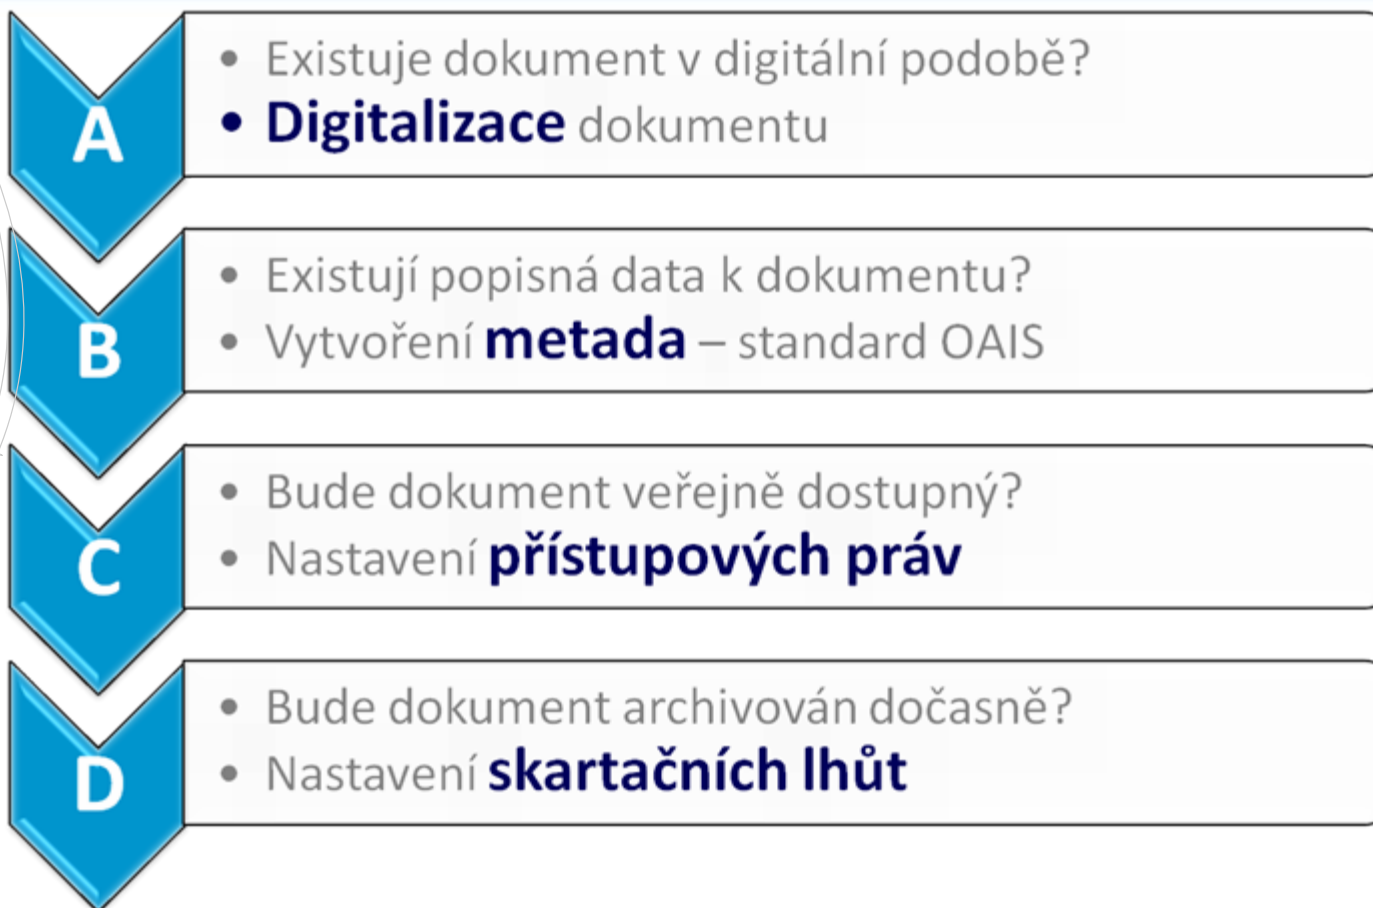 A
• Existuje dokument v digitální podobě?
• Digitalizace dokumentu
B
• Existují popisná data k dokumentu?
• Vytvoření metada – standard OAIS
C
• Bude dokument veřejně dostupný?
• Nastavení přístupových práv
D
• Bude dokument archivován dočasně?
• Nastavení skartačních lhůt